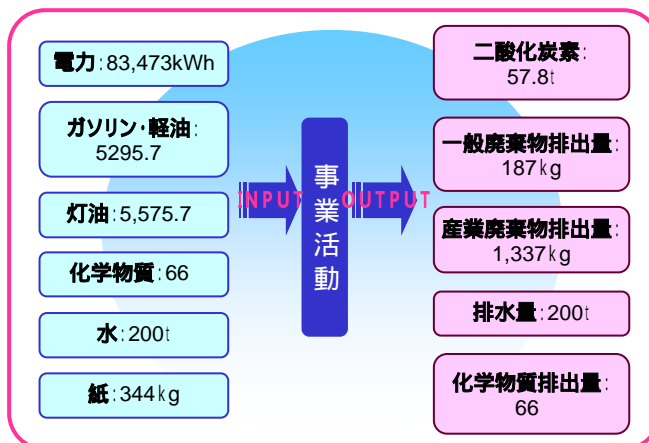 電力:83,473kWh
ガソリン・軽油:
5295.7
灯油:5,575.7
化学物質:66
水:200t
紙:344kg
INPUT
事業活動
OUTPUT
二酸化炭素:
57.8t
一般廃棄物排出量:
187kg
産業廃棄物排出量:
1,337kg
排水量:200t
化学物質排出量:
66